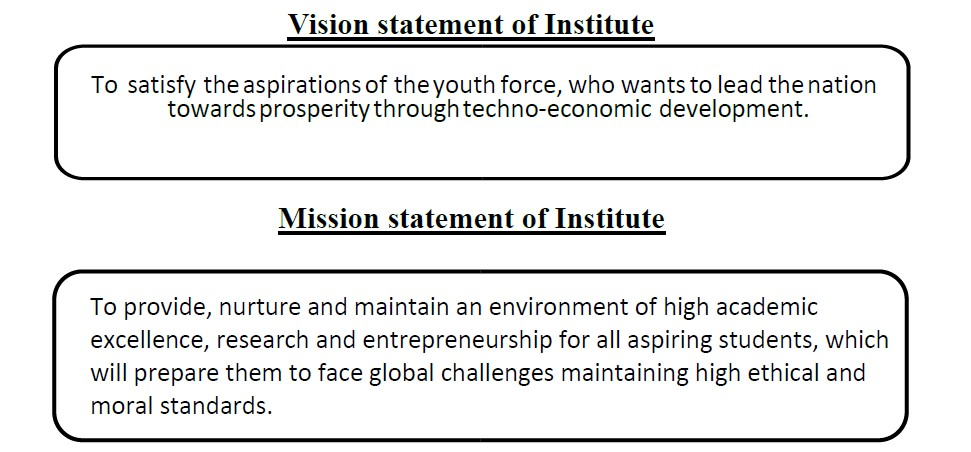 Vision statement of Institute
To satisfy the aspirations of the youth force, who wants to lead the nation
towards prosperity through techno-economic development.
Mission statement of Institute
To provide, nurture and maintain an environment of high academic
excellence, research and entrepreneurship for all aspiring students, which
will prepare them to face global challenges maintaining high ethical and
moral standards.